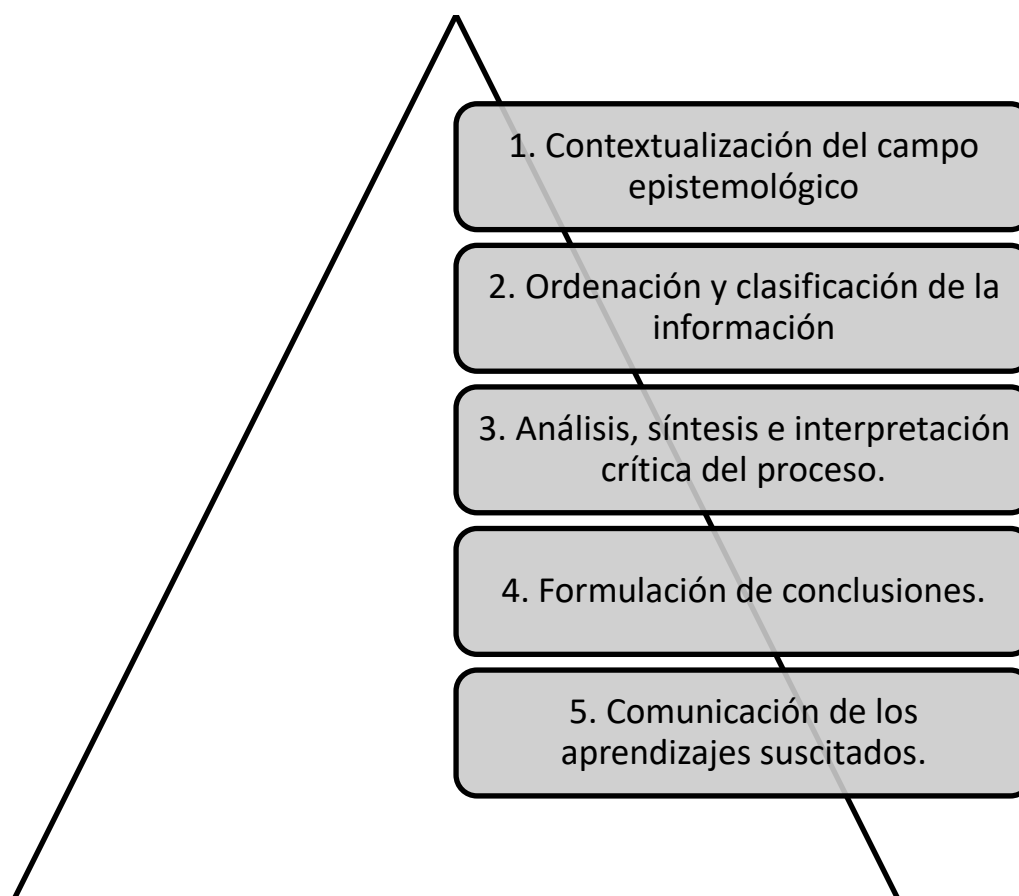 1. Contextualización del campo
epistemológico
2. Ordenación y clasificación de la
información
3. Análisis, síntesis e interpretación
crítica del proceso.
4. Formulación de conclusiones.
5. Comunicación de los
aprendizajes suscitados.